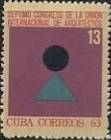 SEPTIMO CONGRESO DE LA UNION
INTERNACIONAL DE ARQUITECTOS
13
CUBA CORREOS·63